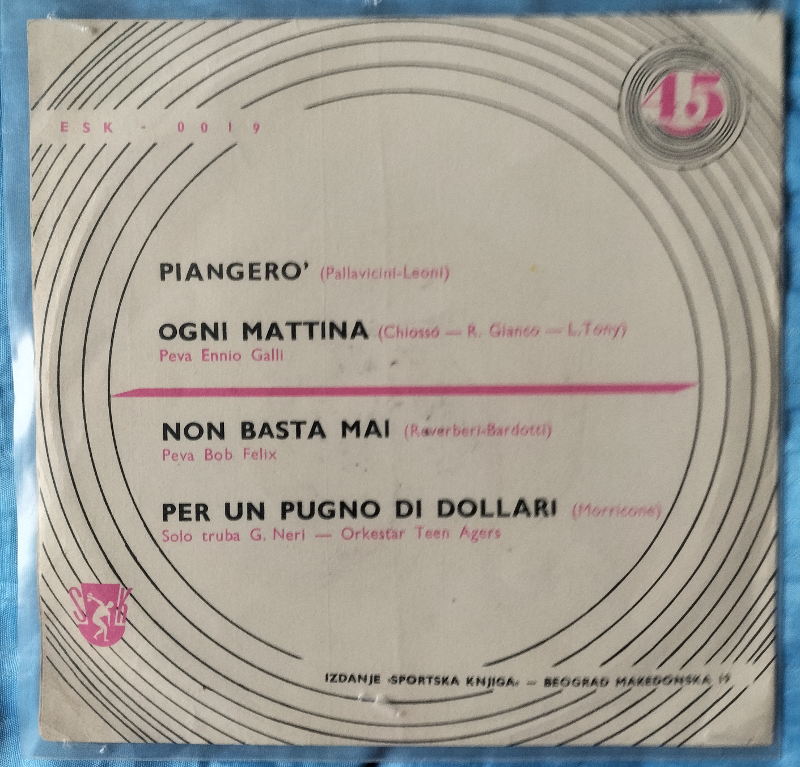 ESK - 0019
45
PIANGERO' (Pallavicini-Leoni)
OGNI MATTINA (Chiosso — R. Gianco — L. Tony)
Peva Ennio Galli
NON BASTA MAI (Reverberi-Bardotti)
Peva Bob Felix
PER UN PUGNO DI DOLLARI (Morricone)
Solo truba G. Neri — Orkestar Teen Agers
SK
IZDANJE »SPORTSKA KNJIGA« — BEOGRAD MAKEDONSKA 19